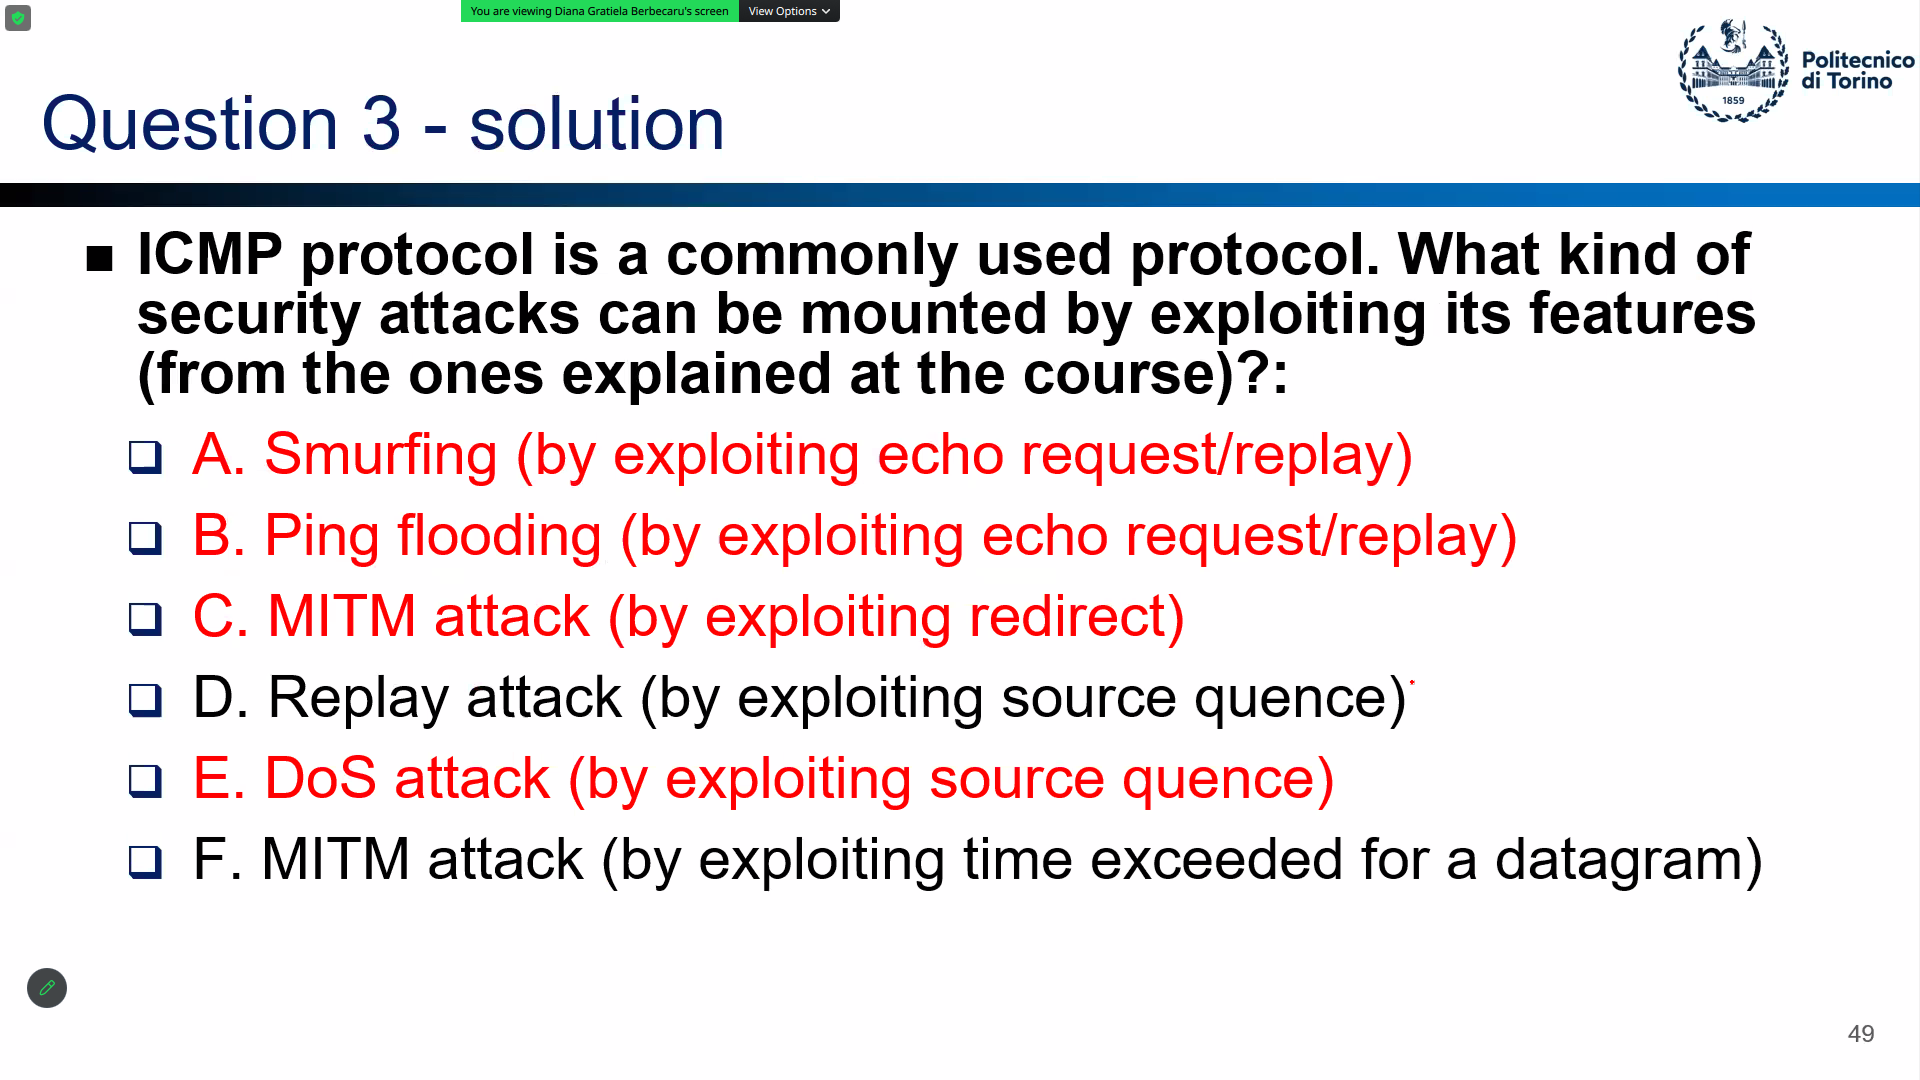 You are viewing Diana Gratiela Berbecaru's screen
View Options
Politecnico
di Torino
1859
Question 3 - solution
ICMP protocol is a commonly used protocol. What kind of
security attacks can be mounted by exploiting its features
(from the ones explained at the course)?:
A. Smurfing (by exploiting echo request/replay)
B. Ping flooding (by exploiting echo request/replay)
C. MITM attack (by exploiting redirect)
D. Replay attack (by exploiting source quence)
E. DoS attack (by exploiting source quence)
F. MITM attack (by exploiting time exceeded for a datagram)
49